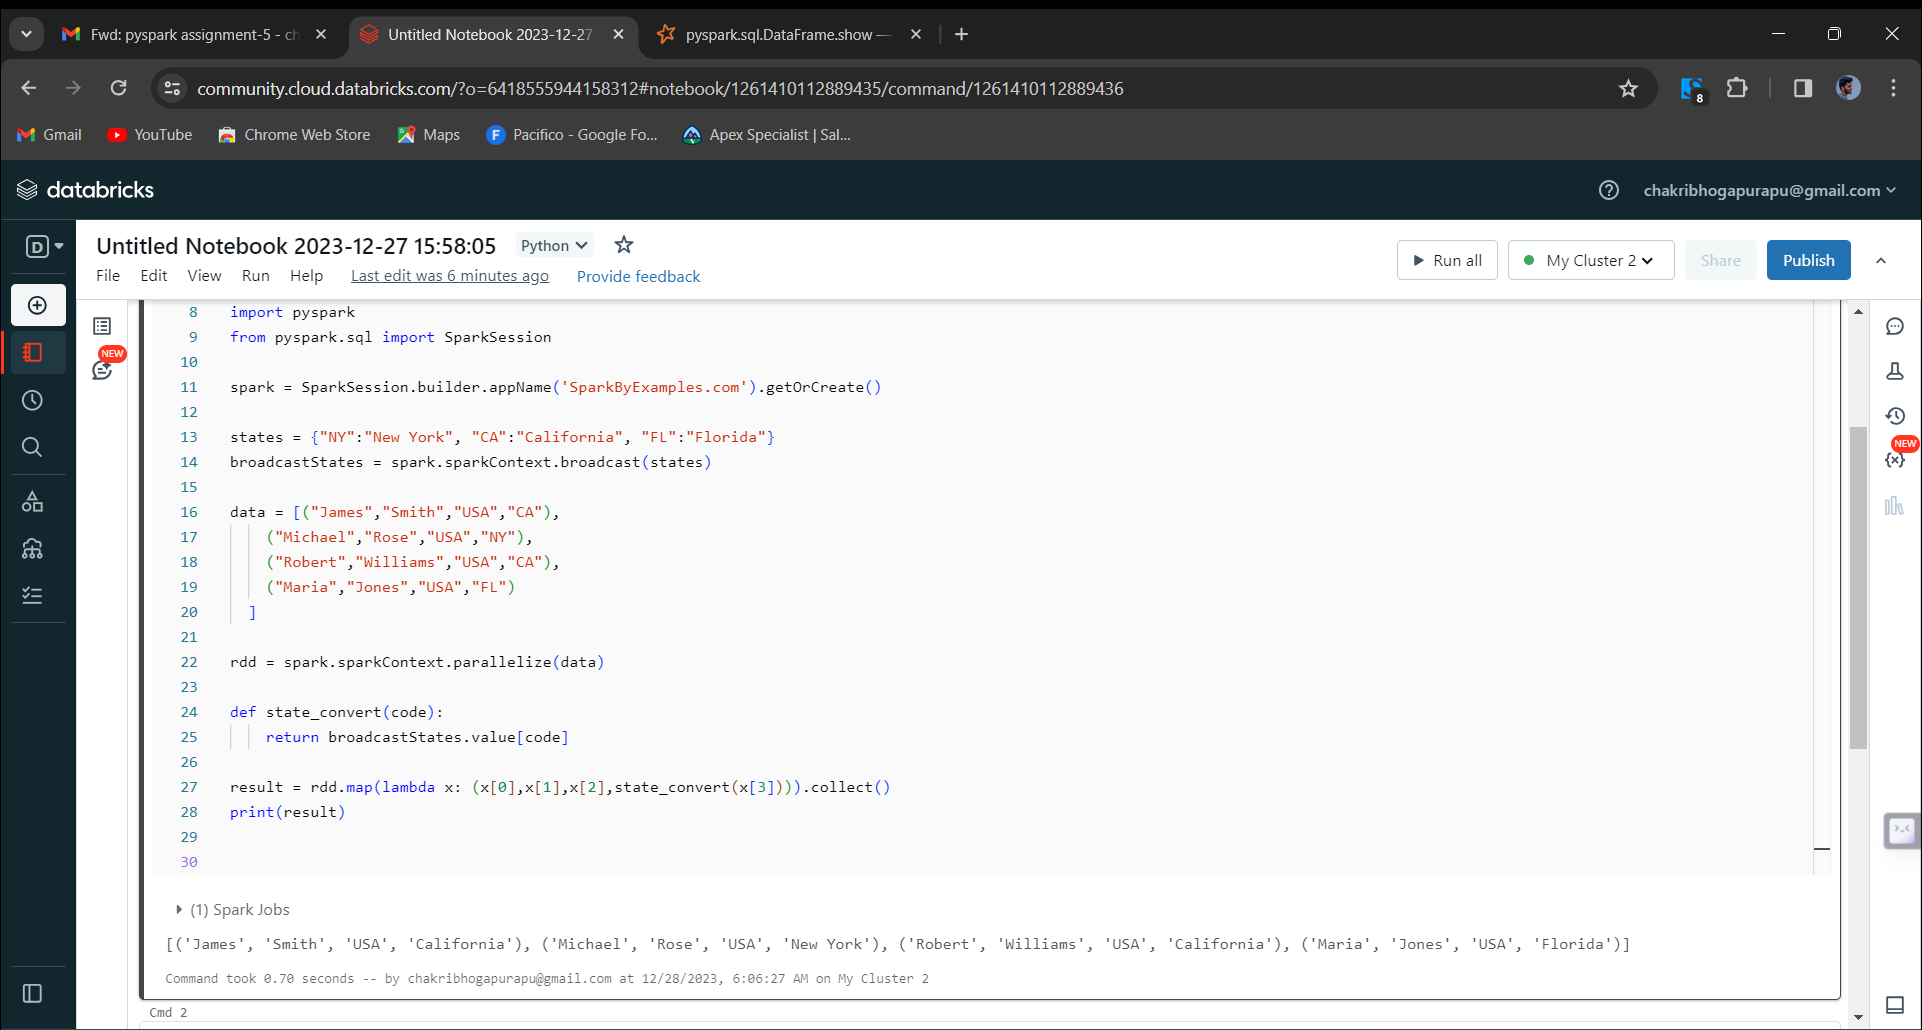 Fwd: pyspark assignment-5 - ch
Untitled Notebook 2023-12-27
pyspark.sql.DataFrame.show —
community.cloud.databricks.com/?o=6418555944158312#notebook/1261410112889435/command/1261410112889436
8
Gmail YouTube Chrome Web Store Maps Pacifico - Google Fo... Apex Specialist | Sal...
databricks
chakribhogapurapu@gmail.com
D
Untitled Notebook 2023-12-27 15:58:05 Python
File Edit View Run Help Last edit was 6 minutes ago Provide feedback
Run all My Cluster 2 Share Publish
NEW
NEW
8 import pyspark
9 from pyspark.sql import SparkSession
10
11 spark = SparkSession.builder.appName('SparkByExamples.com').getOrCreate()
12
13 states = {"NY":"New York", "CA":"California", "FL":"Florida"}
14 broadcastStates = spark.sparkContext.broadcast(states)
15
16 data = [("James","Smith","USA","CA"),
17 ("Michael","Rose","USA","NY"),
18 ("Robert","Williams","USA","CA"),
19 ("Maria","Jones","USA","FL")
20 ]
21
22 rdd = spark.sparkContext.parallelize(data)
23
24 def state_convert(code):
25 return broadcastStates.value[code]
26
27 result = rdd.map(lambda x: (x[0],x[1],x[2],state_convert(x[3]))).collect()
28 print(result)
29
30
(1) Spark Jobs
[('James', 'Smith', 'USA', 'California'), ('Michael', 'Rose', 'USA', 'New York'), ('Robert', 'Williams', 'USA', 'California'), ('Maria', 'Jones', 'USA', 'Florida')]
Command took 0.70 seconds -- by chakribhogapurapu@gmail.com at 12/28/2023, 6:06:27 AM on My Cluster 2
Cmd 2